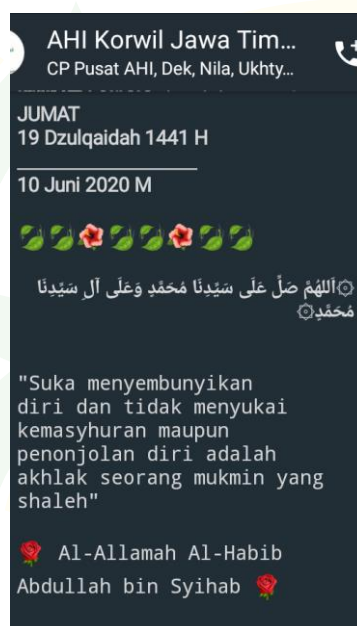 AHI Korwil Jawa Tim...
CP Pusat AHI, Dek, Nila, Ukhty...
JUMAT
19 Dzulqaidah 1441 H
10 Juni 2020 M
🍃🍃🌺🍃🍃🌺🍃🍃
۞اَللهُمَّ صَلِّ عَلَى سَيِّدِنَا مُحَمَّدٍ وَعَلَى آلِ سَيِّدِنَا
مُحَمَّدٍ۞
"Suka menyembunyikan
diri dan tidak menyukai
kemasyhuran maupun
penonjolan diri adalah
akhlak seorang mukmin yang
shaleh"
🌹 Al-Allamah Al-Habib
Abdullah bin Syihab 🌹